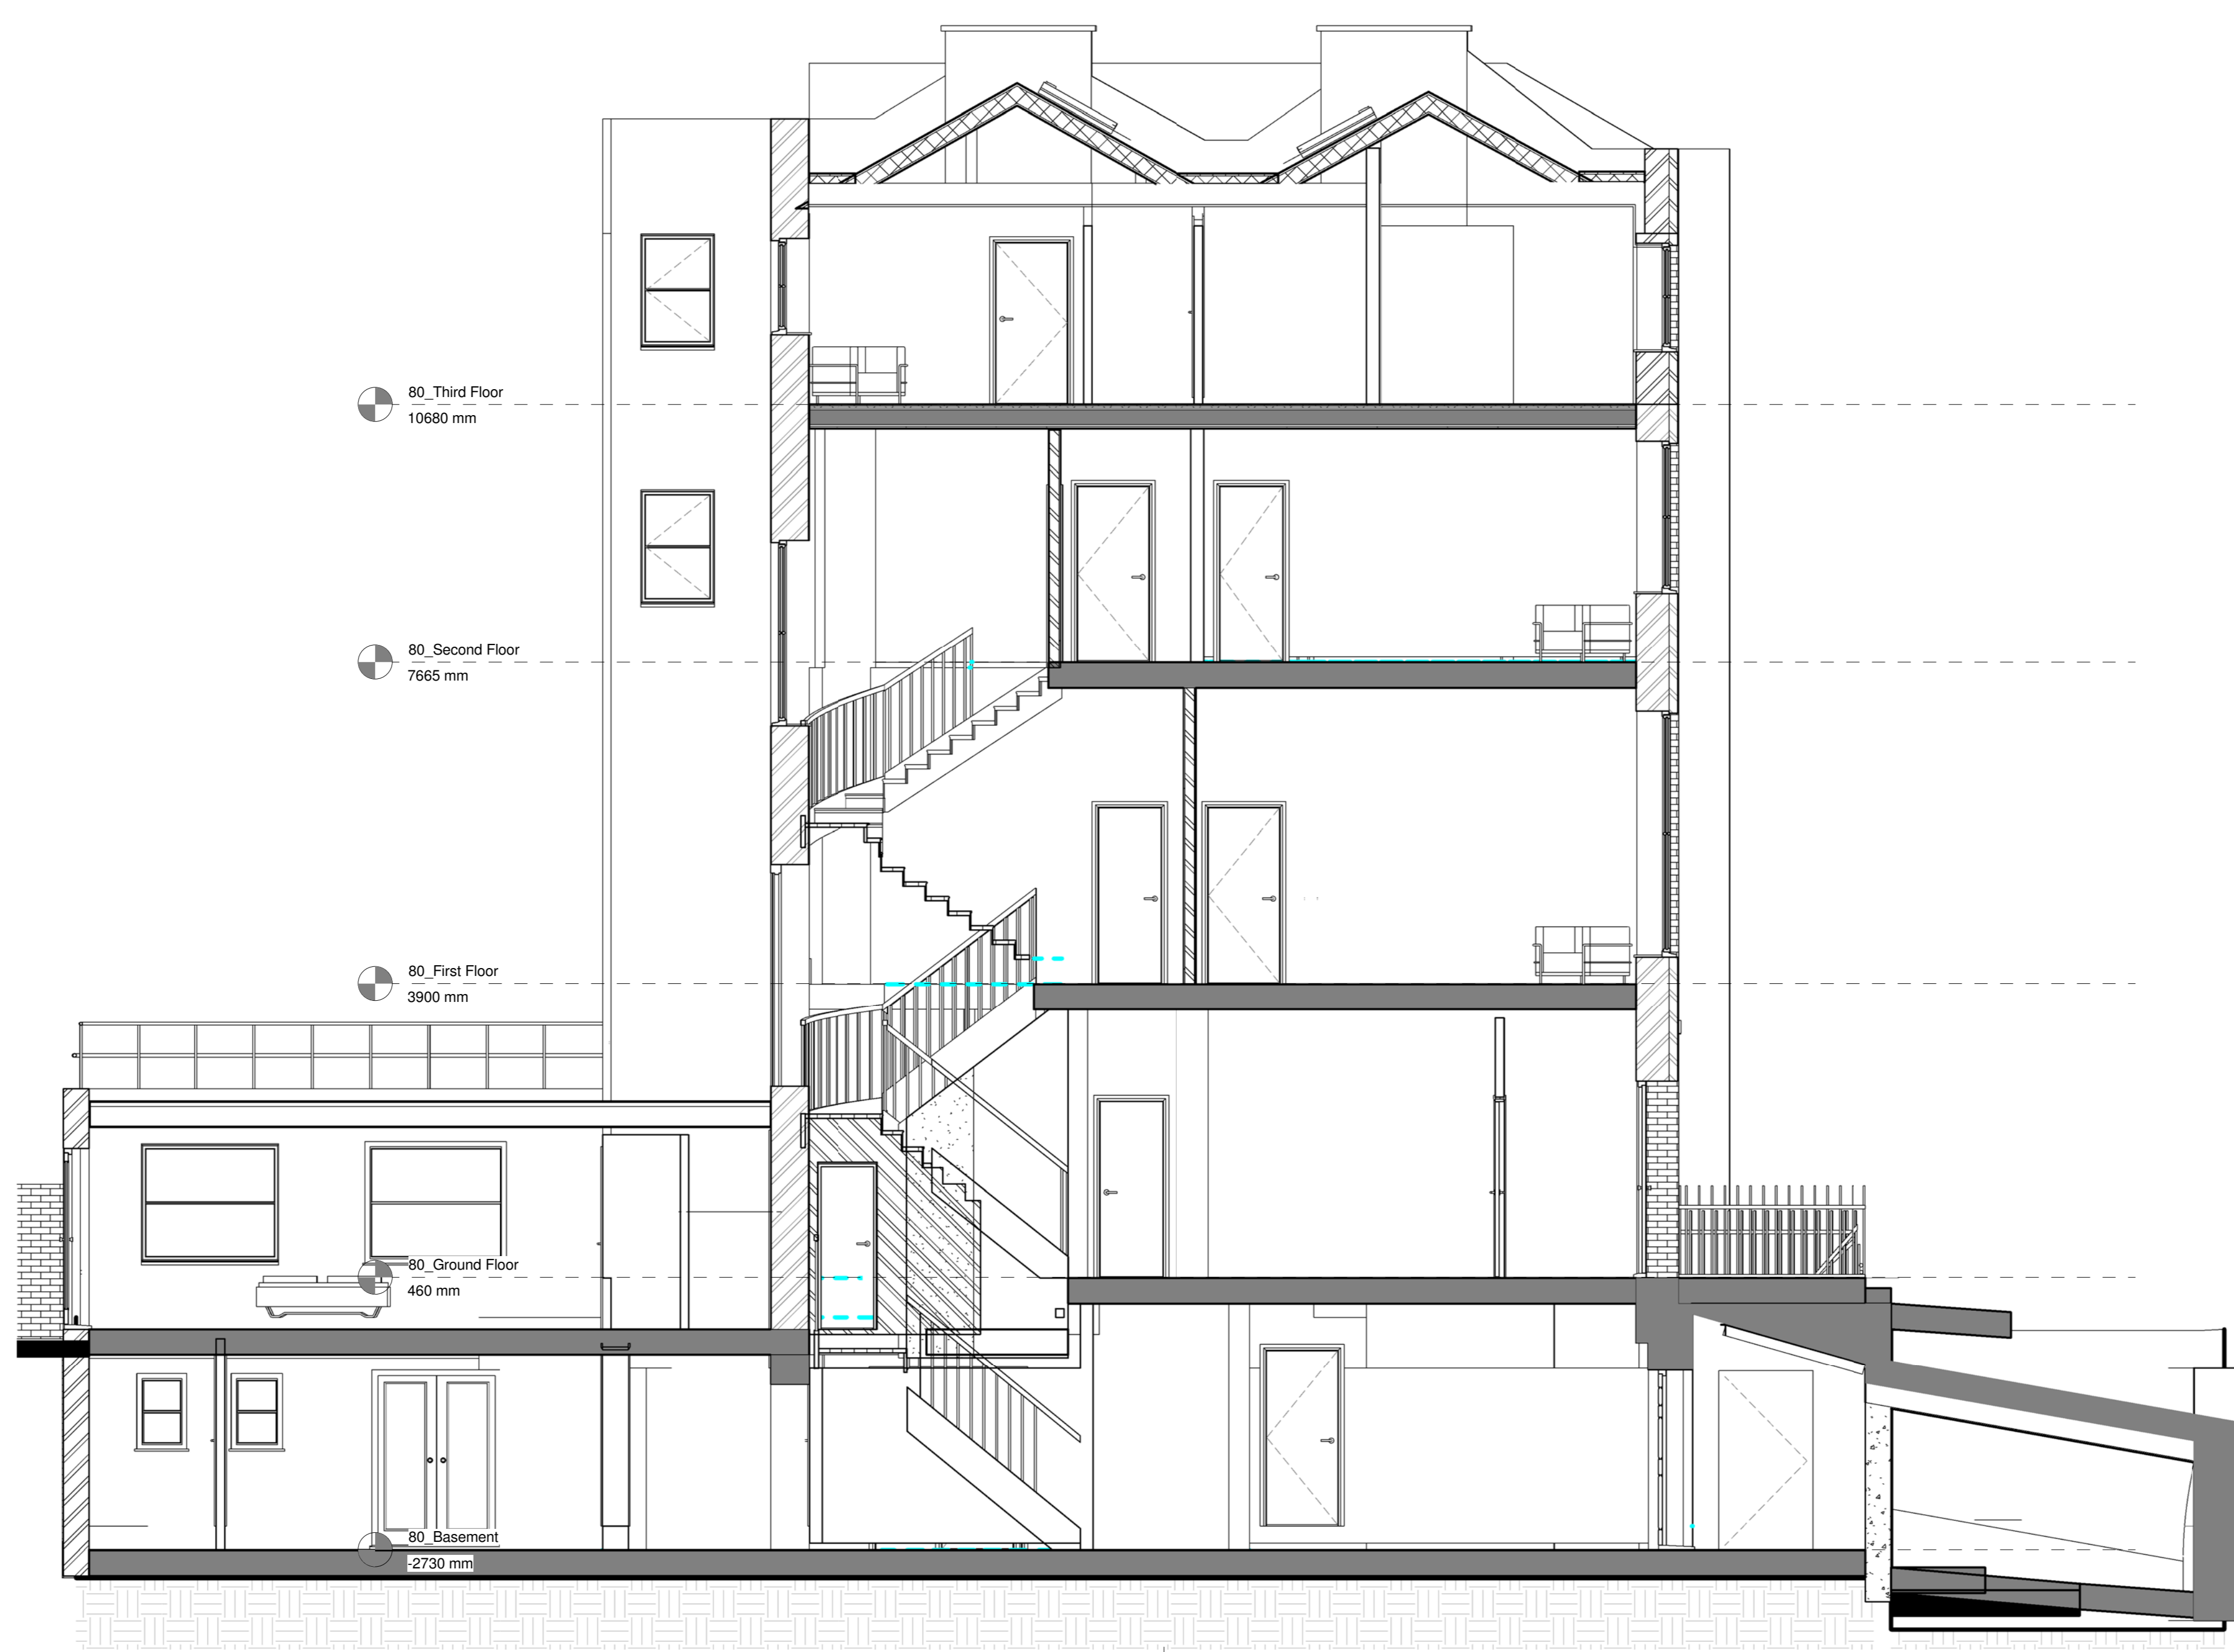 80_Third Floor
10680 mm
80_Second Floor
7665 mm
80_First Floor
3900 mm
80_Ground Floor
460 mm
80_Basement
-2730 mm